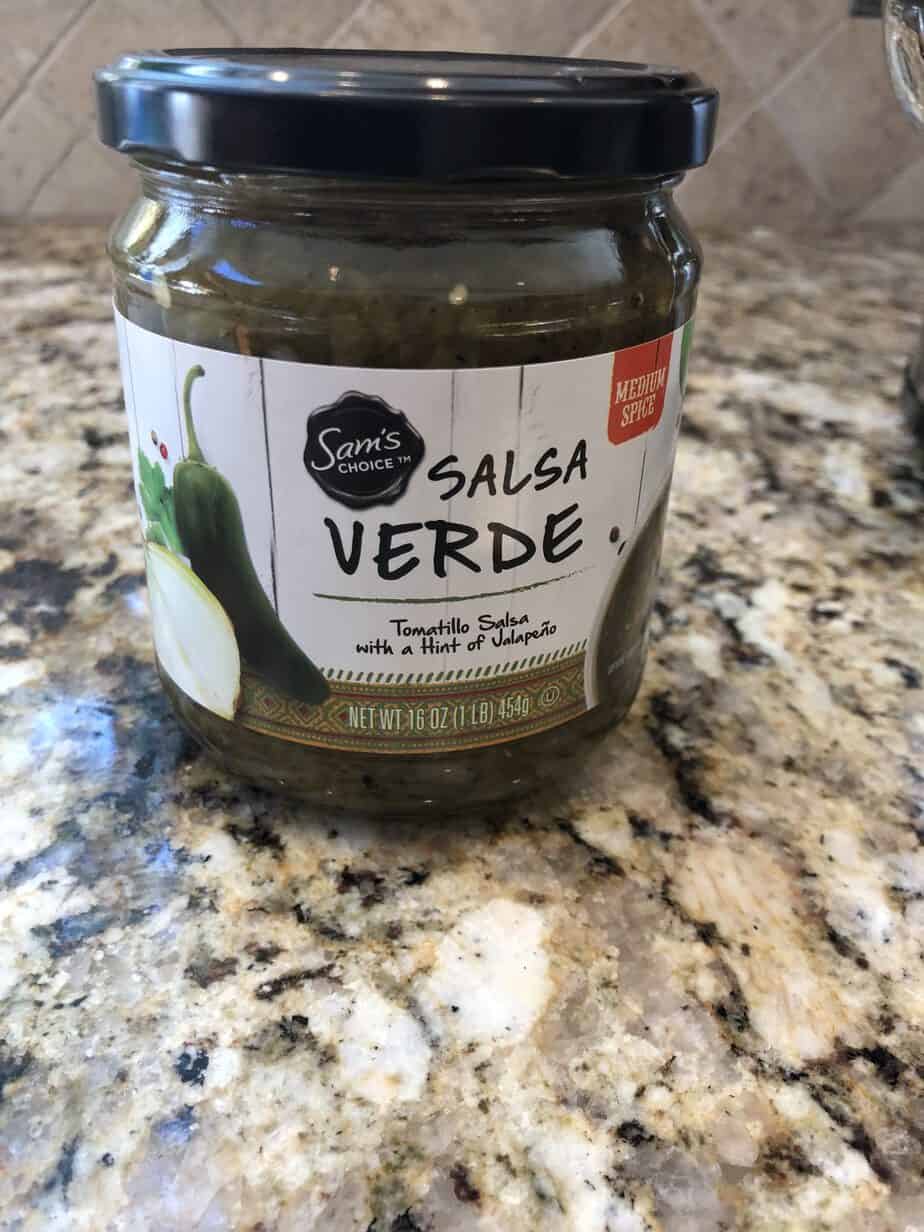 MEDIUM
SPICE
Sam's
CHOICE™
SALSA
VERDE
Tomatillo Salsa
with a Hint of Jalapeño
NET WT 16 OZ (1 LB) 454g
U